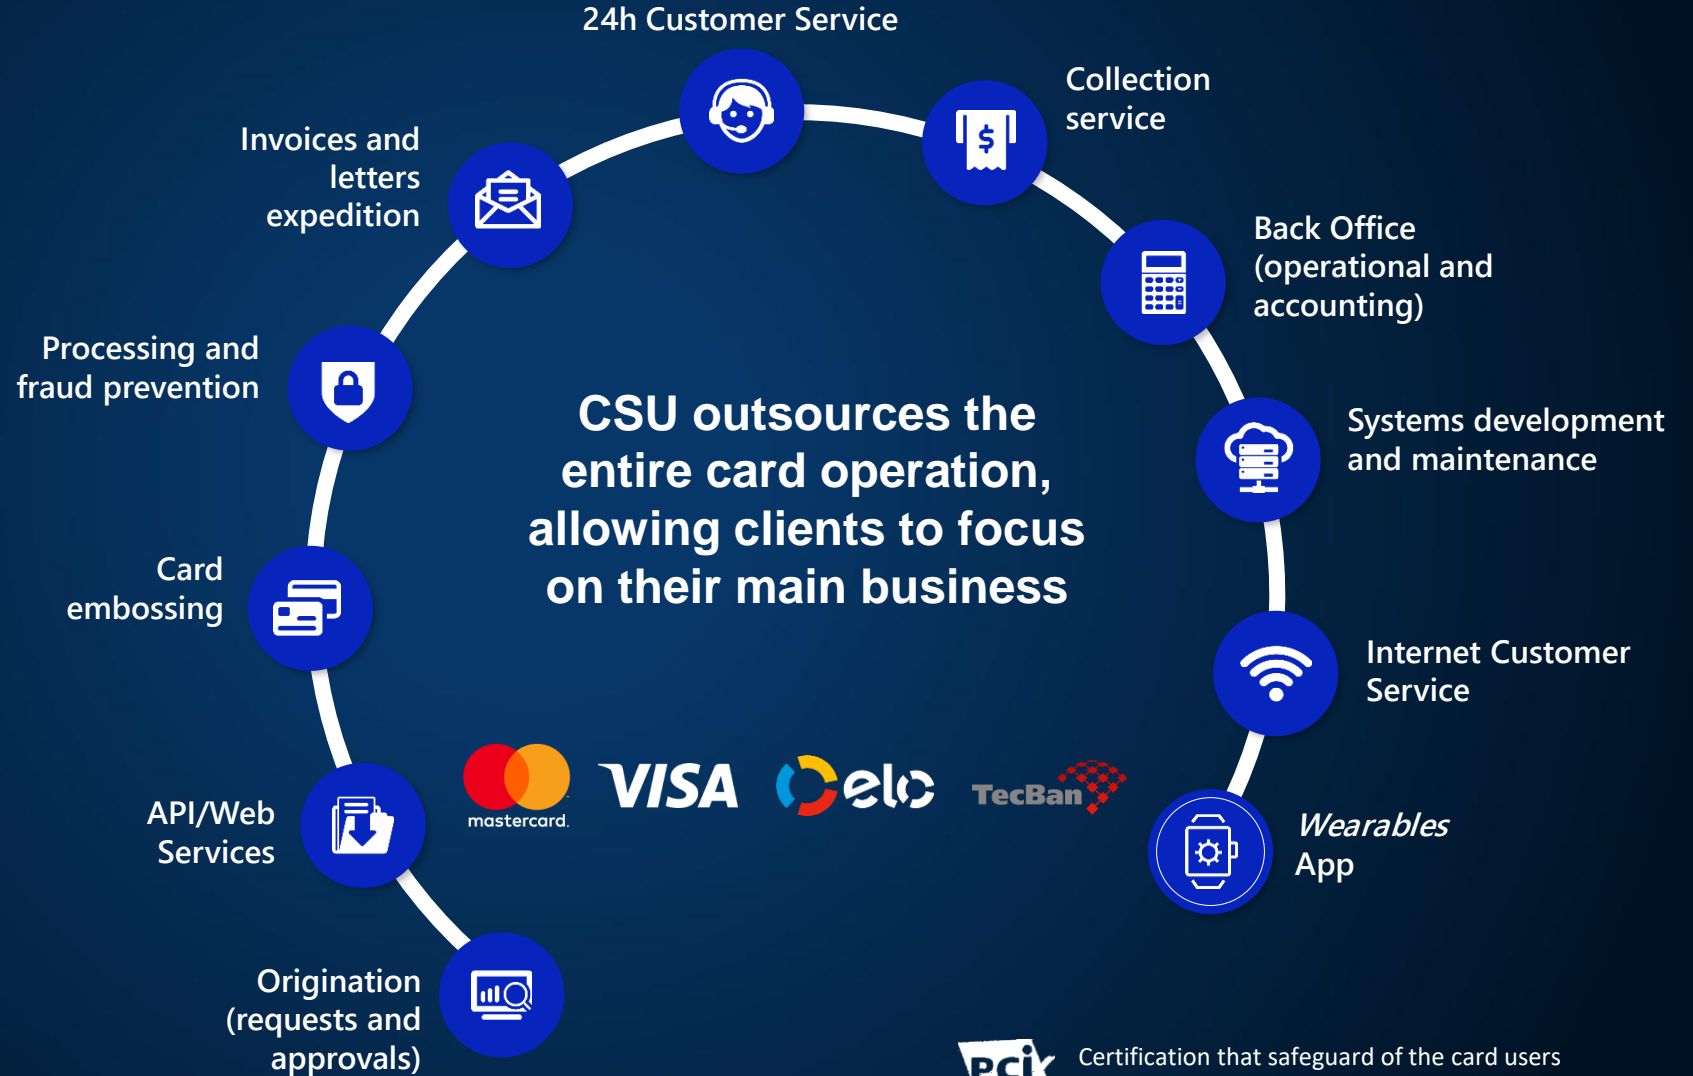 24h Customer Service
Collection
service
Invoices and
letters
expedition
$
Back Office
(operational and
accounting)
Processing and
fraud prevention
CSU outsources the
entire card operation,
allowing clients to focus
on their main business
Systems development
and maintenance
Card
embossing
Internet Customer
Service
mastercard.
VISA
elo
TecBan
API/Web
Services
Wearables
App
Origination
(requests and
approvals)
PCi
Certification that safeguard of the card users